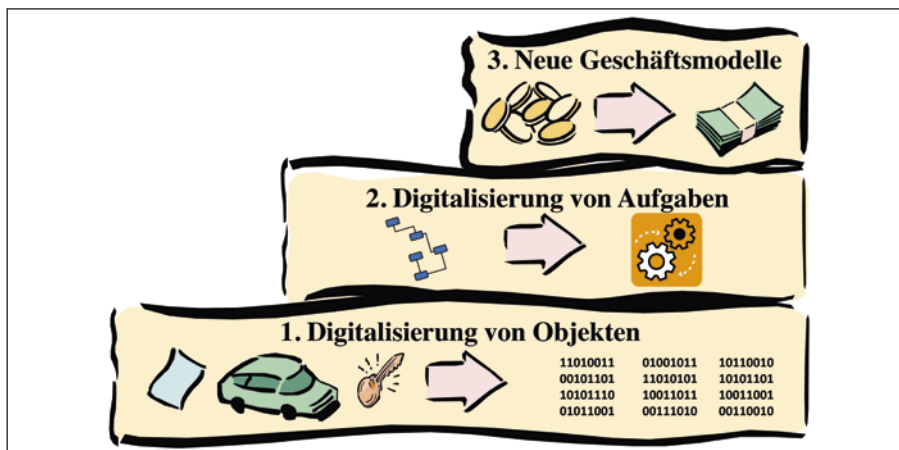 3. Neue Geschäftsmodelle
2. Digitalisierung von Aufgaben
1. Digitalisierung von Objekten
11010011 01001011 10110010
00101101 11010101 10101101
10101110 10011011 10011001
01011001 00111010 00110010